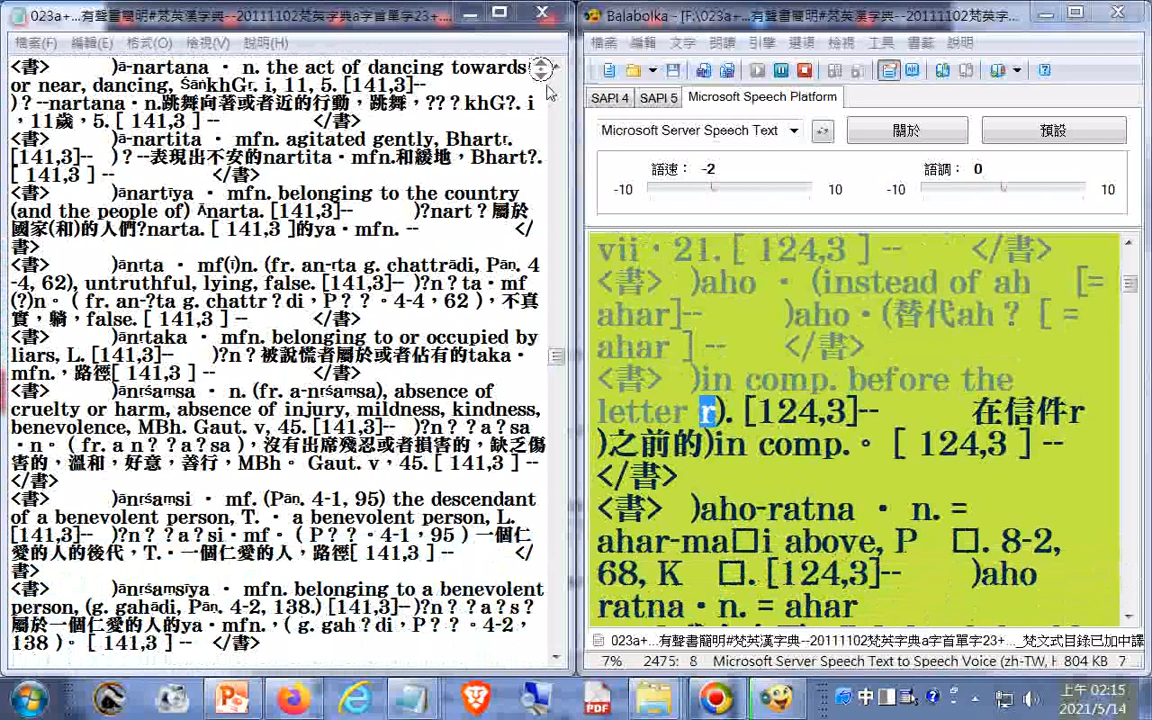 023a+...有聲書簡明#梵英漢字典--20111102梵英字典a字首單字23+...
檔案(F) 編輯(E) 格式(O) 檢視(V) 說明(H)
<書> )ā-nartana‧n. the act of dancing towards
or near, dancing, ŚāṅkhGṛ. i, 11, 5. [141,3]--
)?--nartana‧n.跳舞向著或者近的行動，跳舞，???khG?. i
，11歲，5. [ 141,3 ] -- </書>
<書> )ā-nartita‧mfn. agitated gently, Bhartṛ.
[141,3]-- )? --表現出不安的nartita‧mfn.和緩地，Bhart?.
[ 141,3 ] -- </書>
<書> )ānartīya‧mfn. belonging to the country
(and the people of) Ānarta. [141,3]-- )?nart？屬於
國家(和)的人們?narta. [ 141,3 ]的ya‧mfn. -- </
書>
<書> )ānṛta‧mf(ī)n. (fr. an-ṛta g. chattrādi, Pāṇ. 4
-4, 62), untruthful, lying, false. [141,3]-- )?n？ta‧mf
(?)n。( fr. an-?ta g. chattr？di，P？？。4-4，62 )，不真
實，躺，false. [ 141,3 ] -- </書>
<書> )ānṛtaka‧mfn. belonging to or occupied by
liars, L. [141,3]-- )?n？被說慌者屬於或者佔有的taka‧
mfn.，路徑[ 141,3 ] -- </書>
<書> )ānṛśaṃsa‧n. (fr. a-nṛśaṃsa), absence of
cruelty or harm, absence of injury, mildness, kindness,
benevolence, MBh. Gaut. v, 45. [141,3]-- )?n？？a？sa
‧n。( fr. a n？？a？sa )，沒有出席殘忍或者損害的，缺乏傷
害的，溫和，好意，善行，MBh。Gaut. v，45. [ 141,3 ] --
</書>
<書> )ānṛśaṃsi‧mf. (Pāṇ. 4-1, 95) the descendant
of a benevolent person, T.‧a benevolent person, L.
[141,3]-- )?n？？a？si‧mf。( P？？。4-1，95 ) 一個仁
愛的人的後代，T.‧一個仁愛的人，路徑[ 141,3 ] -- </
書>
<書> )ānṛśaṃsīya‧mfn. belonging to a benevolent
person, (g. gahādi, Pāṇ. 4-2, 138.) [141,3]--)?n？？a？s？
屬於一個仁愛的人的ya‧mfn.，( g. gah？di，P？？。4-2，
138 )。[ 141,3 ] -- </書>
Balabolka - [F:\023a+...有聲書簡明#梵英漢字典--20111102梵英字...
檔案 編輯 文字 朗讀 引擎 選項 檢視 工具 書籤 說明
SAPI 4 SAPI 5 Microsoft Speech Platform
Microsoft Server Speech Text 關於 預設
語速： -2 語調： 0
-10 10 -10 10
vii‧21. [ 124,3 ] -- </書>
<書> )aho‧(instead of ah [=
ahar]-- )aho‧(替代ah？ [ =
ahar ] -- </書>
<書> )in comp. before the
letter r). [124,3]-- 在信件r
)之前的)in comp.。[ 124,3 ] --
</書>
<書> )aho-ratna‧n. =
ahar-ma□i above, P □. 8-2,
68, K □. [124,3]-- )aho
ratna‧n. = ahar
023a+...有聲書簡明#梵英漢字典--20111102梵英字典a字首單字23+..._梵文式目錄已加中譯
7% 2475: 8 Microsoft Server Speech Text to Speech Voice (zh-TW, H 804 KB 7
中
上午 02:15
2021/5/14